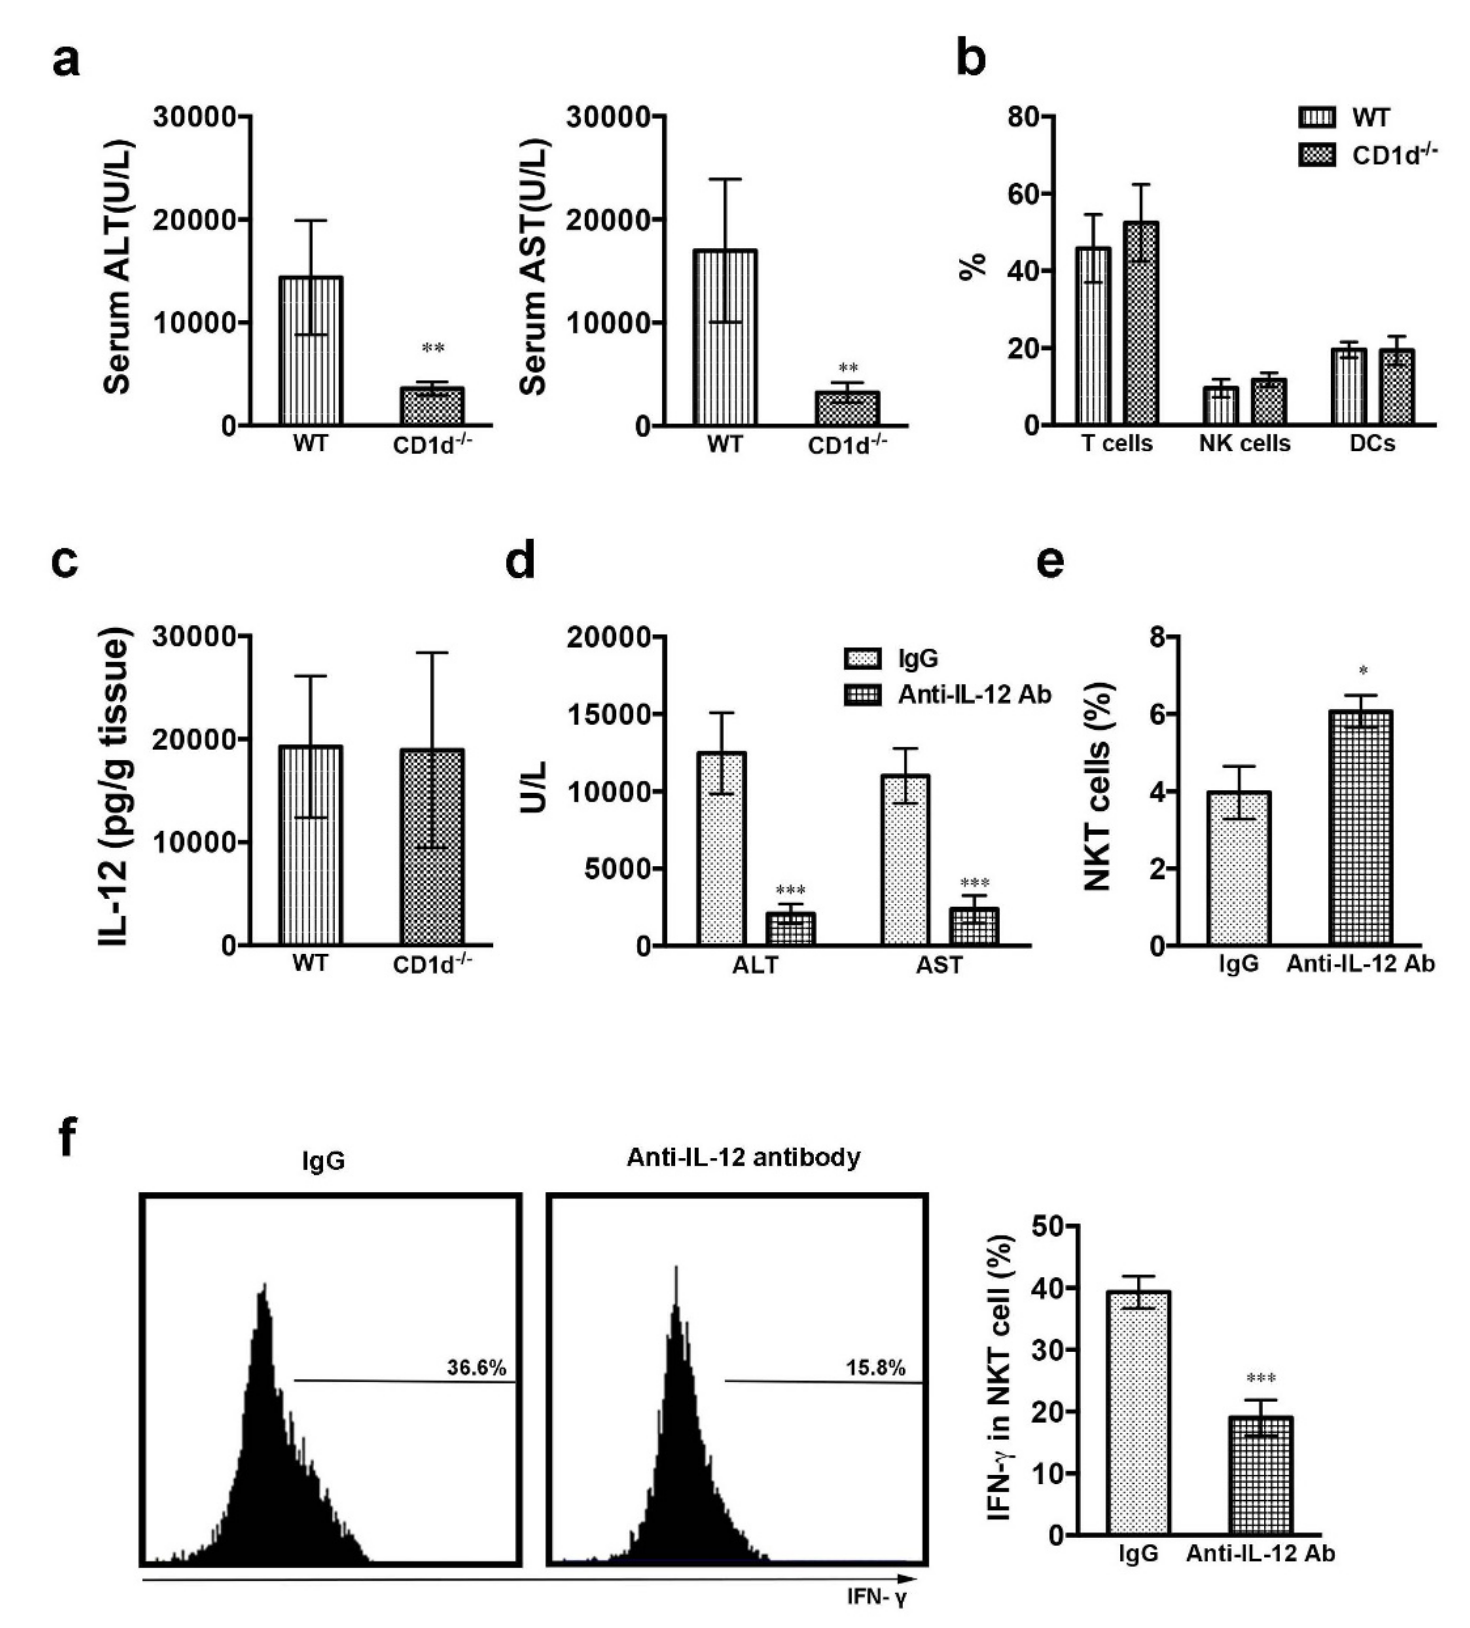 a
Serum ALT(U/L)
30000
20000
10000
0
**
WT
CD1d-/-
Serum AST(U/L)
30000
20000
10000
0
**
WT
CD1d-/-
b
%
80
60
40
20
0
WT
CD1d-/-
T cells
NK cells
DCs
c
IL-12 (pg/g tissue)
30000
20000
10000
0
WT
CD1d-/-
d
U/L
20000
15000
10000
5000
0
IgG
Anti-IL-12 Ab
***
***
ALT
AST
e
NKT cells (%)
8
6
4
2
0
*
IgG
Anti-IL-12 Ab
f
IgG
36.6%
Anti-IL-12 antibody
15.8%
IFN- γ
IFN-γ in NKT cell (%)
50
40
30
20
10
0
***
IgG
Anti-IL-12 Ab